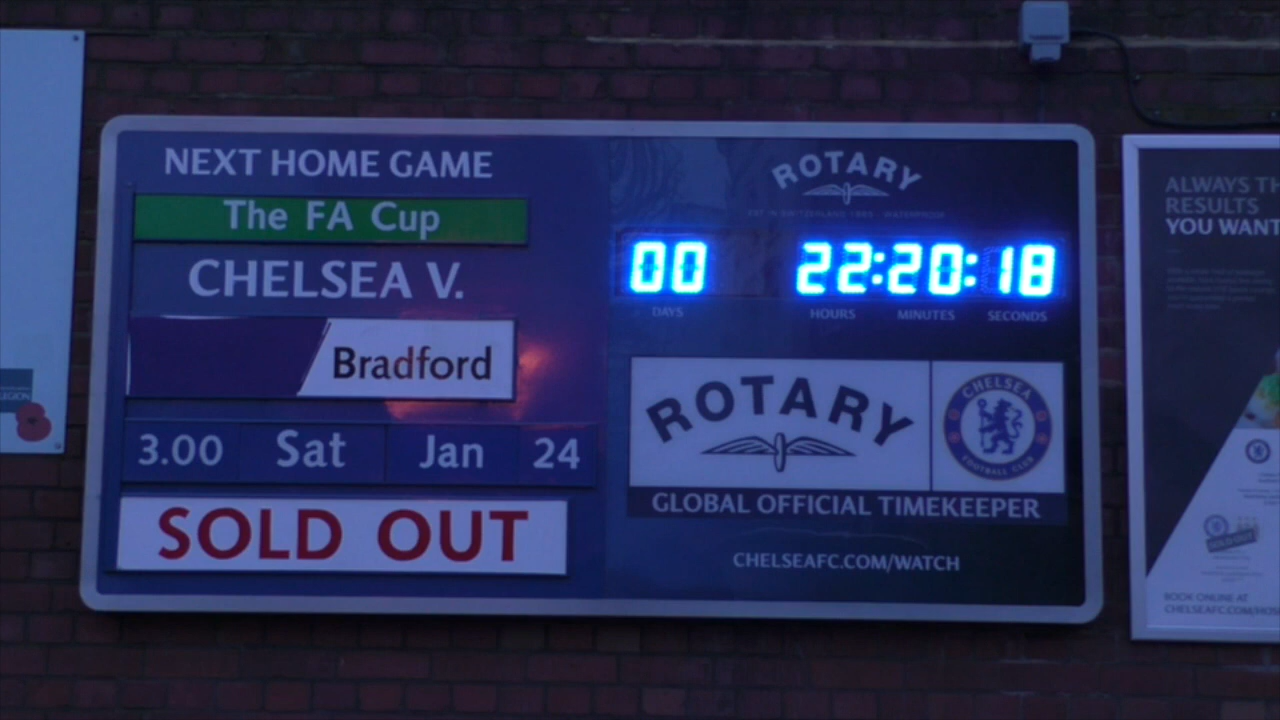 NEXT HOME GAME
The FA Cup
CHELSEA V.
Bradford
3.00 Sat Jan 24
SOLD OUT
ROTARY
00 22:20:18
DAYS HOURS MINUTES SECONDS
ROTARY
CHELSEA
FOOTBALL CLUB
GLOBAL OFFICIAL TIMEKEEPER
CHELSEAFC.COM/WATCH
ALWAYS TH
RESULTS
YOU WANT
BOOK ONLINE AT
CHELSEAFC.COM/HOS